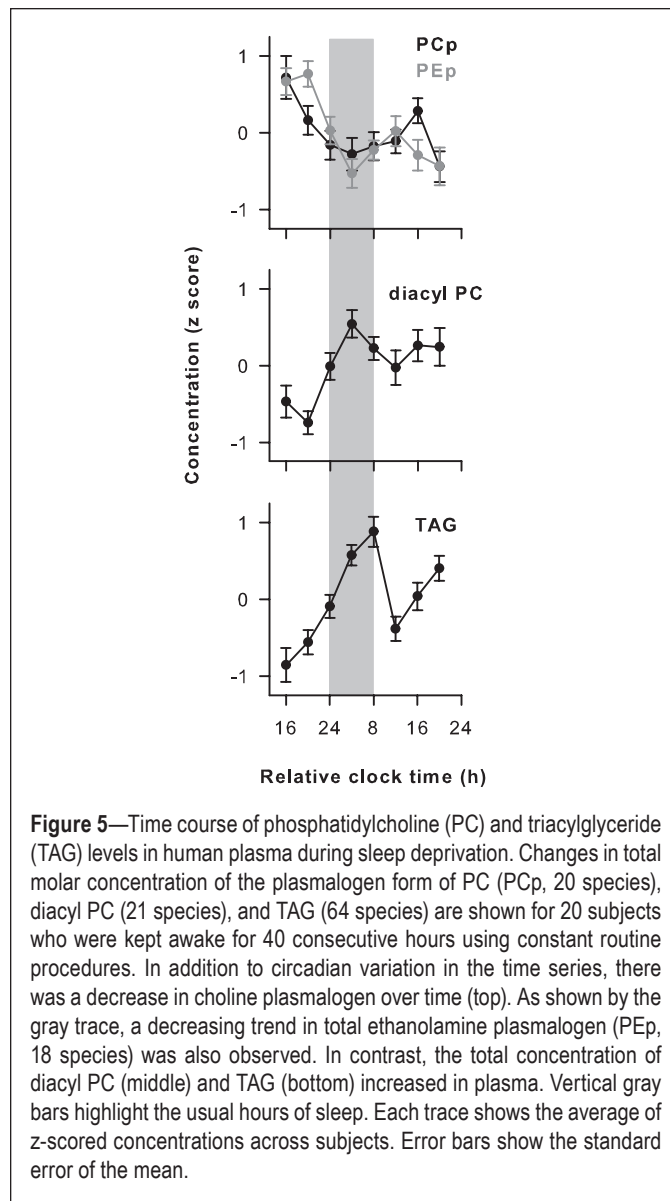 PCp
PEp
1
0
-1
diacyl PC
1
0
-1
Concentration (z score)
TAG
1
0
-1
16 24 8 16 24
Relative clock time (h)
Figure 5—Time course of phosphatidylcholine (PC) and triacylglyceride
(TAG) levels in human plasma during sleep deprivation. Changes in total
molar concentration of the plasmalogen form of PC (PCp, 20 species),
diacyl PC (21 species), and TAG (64 species) are shown for 20 subjects
who were kept awake for 40 consecutive hours using constant routine
procedures. In addition to circadian variation in the time series, there
was a decrease in choline plasmalogen over time (top). As shown by the
gray trace, a decreasing trend in total ethanolamine plasmalogen (PEp,
18 species) was also observed. In contrast, the total concentration of
diacyl PC (middle) and TAG (bottom) increased in plasma. Vertical gray
bars highlight the usual hours of sleep. Each trace shows the average of
z-scored concentrations across subjects. Error bars show the standard
error of the mean.